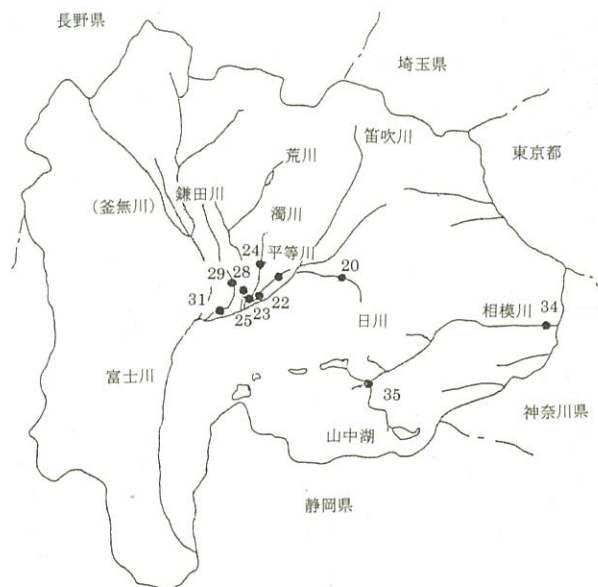 長野県
埼玉県
笛吹川
荒川
東京都
(釜無川)
鎌田川
濁川
24
平等川
29
28
20
31
22
相模川
34
25
23
日川
富士川
35
神奈川県
山中湖
静岡県